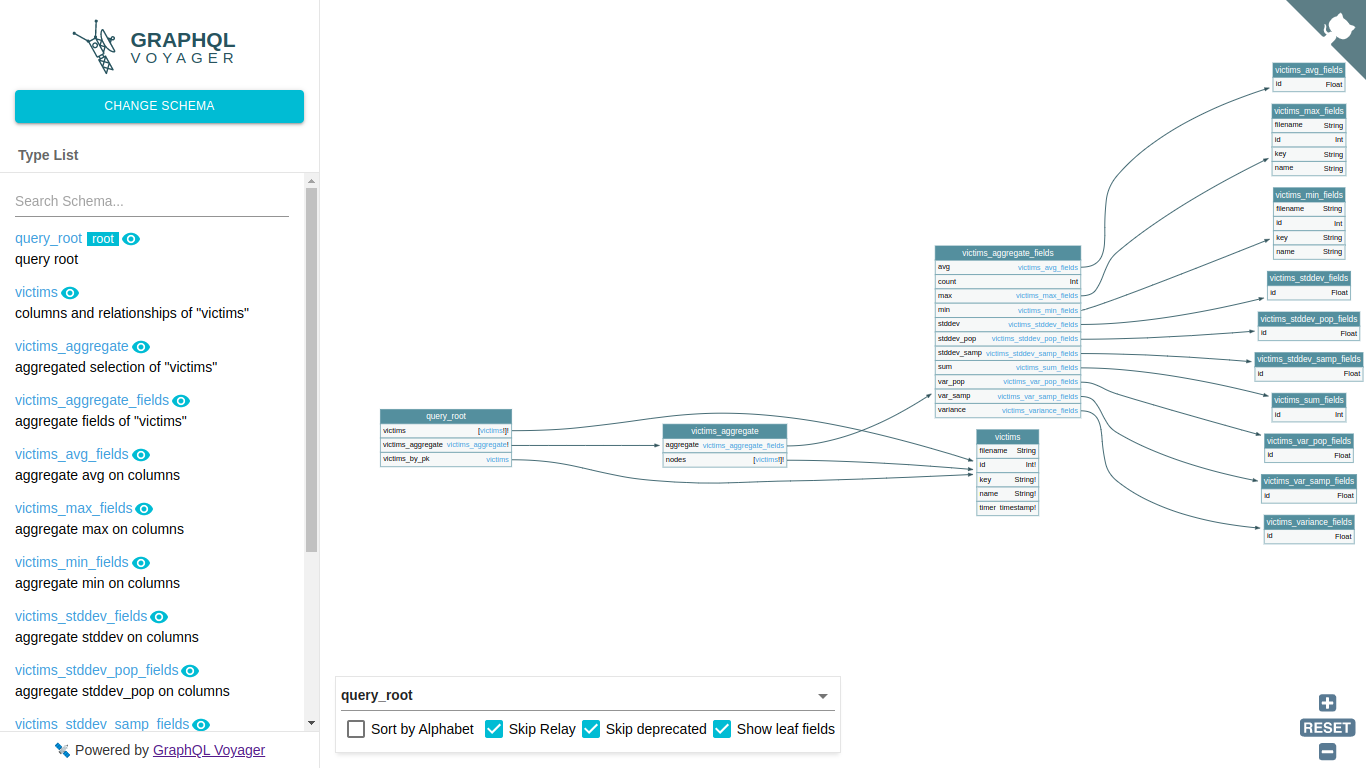 GRAPHQL
VOYAGER
CHANGE SCHEMA
Type List
Search Schema...
query_root root
query root
victims
columns and relationships of "victims"
victims_aggregate
aggregated selection of "victims"
victims_aggregate_fields
aggregate fields of "victims"
victims_avg_fields
aggregate avg on columns
victims_max_fields
aggregate max on columns
victims_min_fields
aggregate min on columns
victims_stddev_fields
aggregate stddev on columns
victims_stddev_pop_fields
aggregate stddev_pop on columns
victims_stddev_samp_fields
Powered by GraphQL Voyager
query_root
victims [victims!]!
victims_aggregate victims_aggregate!
victims_by_pk victims
victims_aggregate
aggregate victims_aggregate_fields
nodes [victims!]!
victims_aggregate_fields
avg victims_avg_fields
count Int
max victims_max_fields
min victims_min_fields
stddev victims_stddev_fields
stddev_pop victims_stddev_pop_fields
stddev_samp victims_stddev_samp_fields
sum victims_sum_fields
var_pop victims_var_pop_fields
var_samp victims_var_samp_fields
variance victims_variance_fields
victims
filename String
id Int!
key String!
name String!
timer timestamp!
victims_avg_fields
id Float
victims_max_fields
filename String
id Int
key String
name String
victims_min_fields
filename String
id Int
key String
name String
victims_stddev_fields
id Float
victims_stddev_pop_fields
id Float
victims_stddev_samp_fields
id Float
victims_sum_fields
id Int
victims_var_pop_fields
id Float
victims_var_samp_fields
id Float
victims_variance_fields
id Float
query_root
Sort by Alphabet Skip Relay Skip deprecated Show leaf fields
RESET